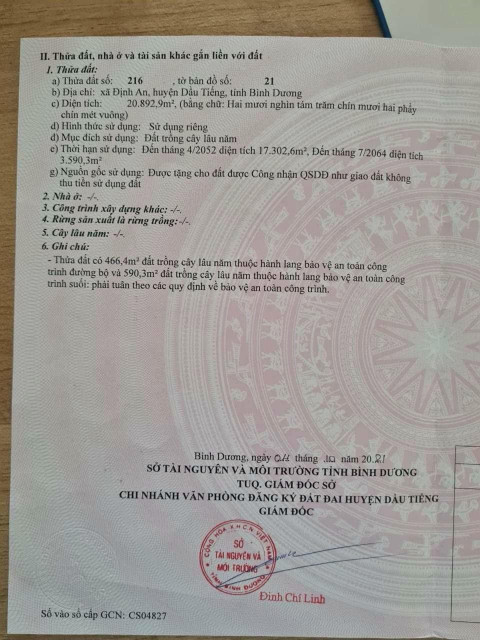 II. Thửa đất, nhà ở và tài sản khác gắn liền với đất
1. Thửa đất:
a) Thửa đất số: 216 , tờ bản đồ số: 21
b) Địa chỉ: xã Định An, huyện Dầu Tiếng, tỉnh Bình Dương
c) Diện tích: 20.892,9m², (bằng chữ: Hai mươi nghìn tám trăm chín mươi hai phẩy
chín mét vuông)
d) Hình thức sử dụng: Sử dụng riêng
đ) Mục đích sử dụng: Đất trồng cây lâu năm
e) Thời hạn sử dụng: Đến tháng 4/2052 diện tích 17.302,6m², Đến tháng 7/2064 diện tích
3.590,3m²
g) Nguồn gốc sử dụng: Được tặng cho đất được Công nhận QSDĐ như giao đất không
thu tiền sử dụng đất
2. Nhà ở: -/-.
3. Công trình xây dựng khác: -/-.
4. Rừng sản xuất là rừng trồng:-/-.
5. Cây lâu năm: -/-.
6. Ghi chú:
- Thửa đất có 466,4m² đất trồng cây lâu năm thuộc hành lang bảo vệ an toàn công
trình đường bộ và 590,3m² đất trồng cây lâu năm thuộc hành lang bảo vệ an toàn công
trình suối: phải tuân theo các quy định về bảo vệ an toàn công trình.
Bình Dương, ngày tháng năm 2021
SỞ TÀI NGUYÊN VÀ MÔI TRƯỜNG TỈNH BÌNH DƯƠNG
TUQ. GIÁM ĐỐC SỞ
CHI NHÁNH VĂN PHÒNG ĐĂNG KÝ ĐẤT ĐAI HUYỆN DẦU TIẾNG
GIÁM ĐỐC
CỘNG HÒA X.H.C.N VIỆT NAM
SỞ
TÀI NGUYÊN VÀ
MÔI TRƯỜNG
TỈNH BÌNH DƯƠNG
Đinh Chí Linh
Số vào sổ cấp GCN: CS04827